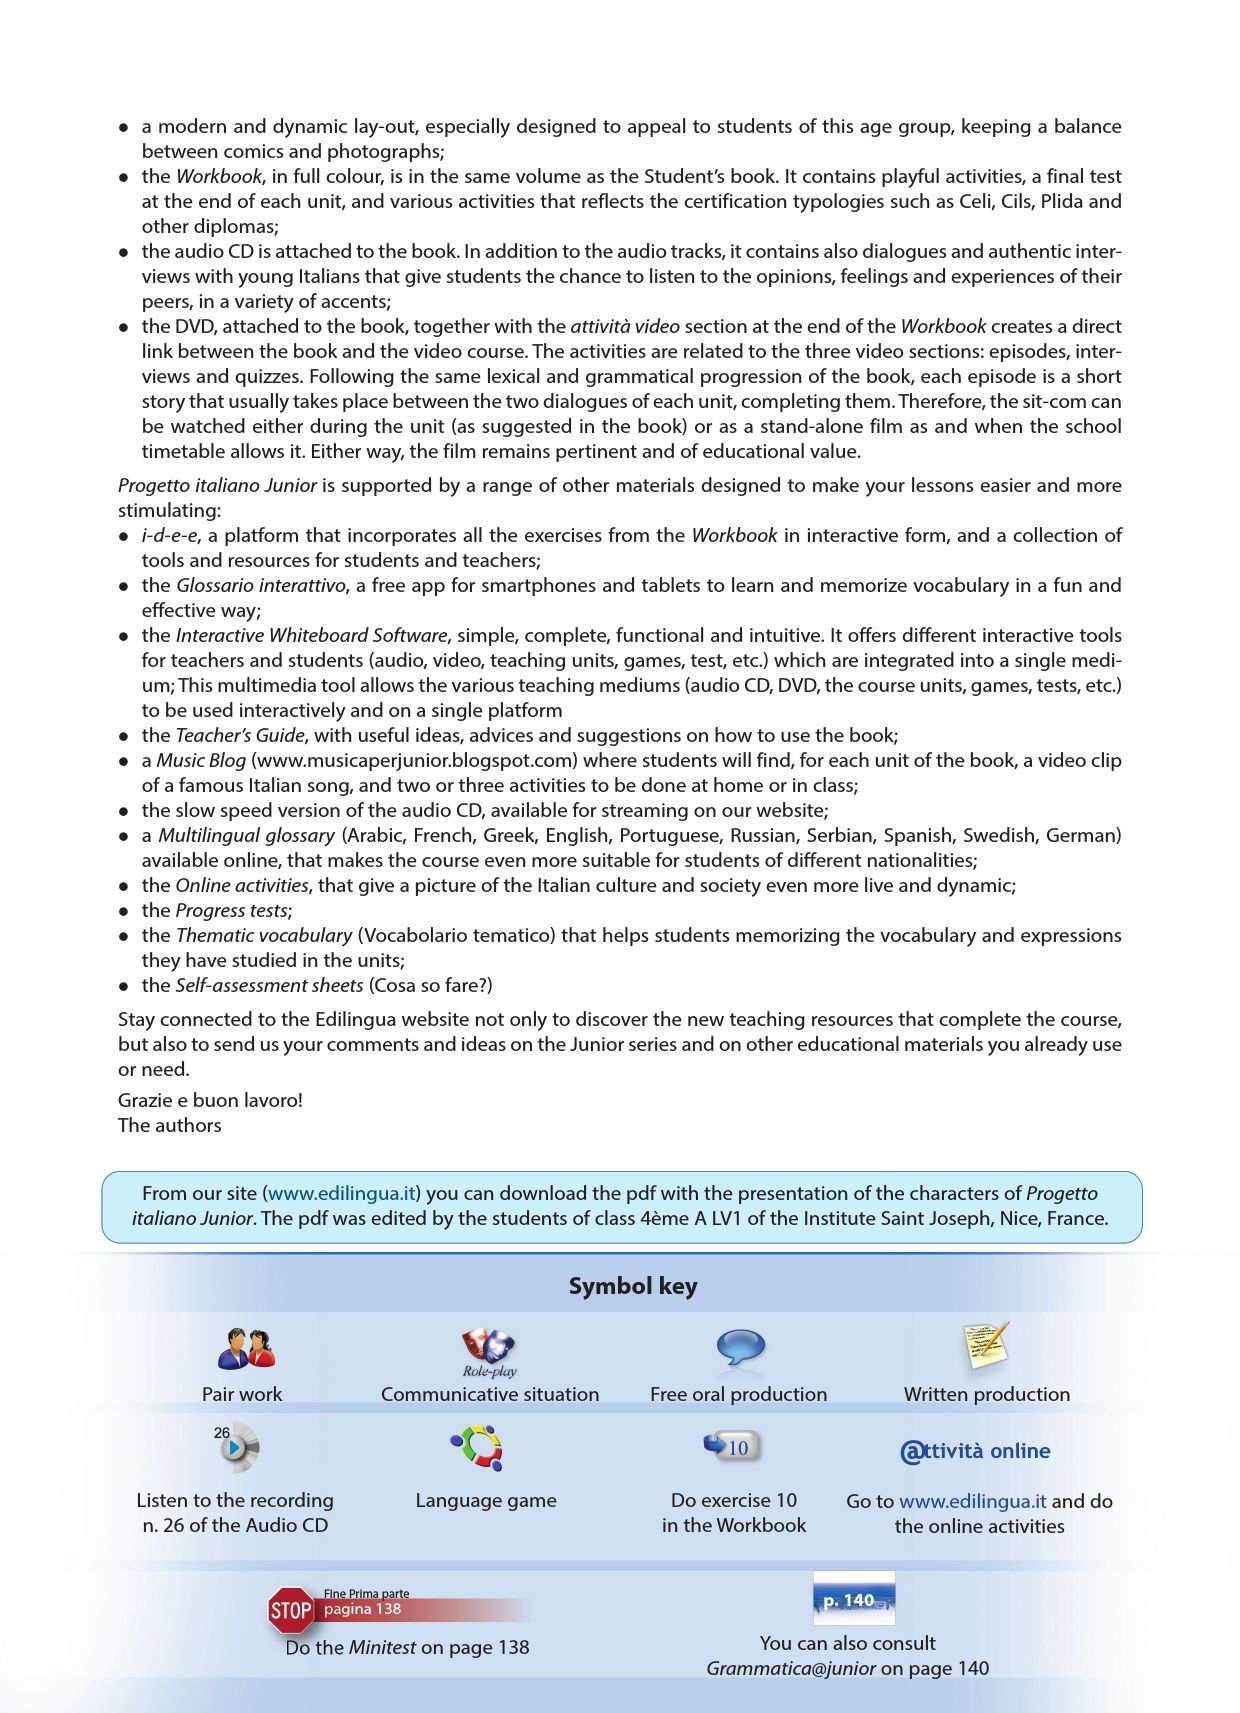 • a modern and dynamic lay-out, especially designed to appeal to students of this age group, keeping a balance
between comics and photographs;
• the Workbook, in full colour, is in the same volume as the Student's book. It contains playful activities, a final test
at the end of each unit, and various activities that reflects the certification typologies such as Celi, Cils, Plida and
other diplomas;
• the audio CD is attached to the book. In addition to the audio tracks, it contains also dialogues and authentic inter-
views with young Italians that give students the chance to listen to the opinions, feelings and experiences of their
peers, in a variety of accents;
• the DVD, attached to the book, together with the attività video section at the end of the Workbook creates a direct
link between the book and the video course. The activities are related to the three video sections: episodes, inter-
views and quizzes. Following the same lexical and grammatical progression of the book, each episode is a short
story that usually takes place between the two dialogues of each unit, completing them. Therefore, the sit-com can
be watched either during the unit (as suggested in the book) or as a stand-alone film as and when the school
timetable allows it. Either way, the film remains pertinent and of educational value.
Progetto italiano Junior is supported by a range of other materials designed to make your lessons easier and more
stimulating:
• i-d-e-e, a platform that incorporates all the exercises from the Workbook in interactive form, and a collection of
tools and resources for students and teachers;
• the Glossario interattivo, a free app for smartphones and tablets to learn and memorize vocabulary in a fun and
effective way;
• the Interactive Whiteboard Software, simple, complete, functional and intuitive. It offers different interactive tools
for teachers and students (audio, video, teaching units, games, test, etc.) which are integrated into a single medi-
um; This multimedia tool allows the various teaching mediums (audio CD, DVD, the course units, games, tests, etc.)
to be used interactively and on a single platform
• the Teacher's Guide, with useful ideas, advices and suggestions on how to use the book;
• a Music Blog (www.musicaperjunior.blogspot.com) where students will find, for each unit of the book, a video clip
of a famous Italian song, and two or three activities to be done at home or in class;
• the slow speed version of the audio CD, available for streaming on our website;
• a Multilingual glossary (Arabic, French, Greek, English, Portuguese, Russian, Serbian, Spanish, Swedish, German)
available online, that makes the course even more suitable for students of different nationalities;
• the Online activities, that give a picture of the Italian culture and society even more live and dynamic;
• the Progress tests;
• the Thematic vocabulary (Vocabolario tematico) that helps students memorizing the vocabulary and expressions
they have studied in the units;
• the Self-assessment sheets (Cosa so fare?)
Stay connected to the Edilingua website not only to discover the new teaching resources that complete the course,
but also to send us your comments and ideas on the Junior series and on other educational materials you already use
or need.
Grazie e buon lavoro!
The authors
From our site (www.edilingua.it) you can download the pdf with the presentation of the characters of Progetto
italiano Junior. The pdf was edited by the students of class 4ème A LV1 of the Institute Saint Joseph, Nice, France.
Symbol key
Role-play
Pair work
Communicative situation
Free oral production
Written production
26
10
@ttività online
Listen to the recording
n. 26 of the Audio CD
Language game
Do exercise 10
in the Workbook
Go to www.edilingua.it and do
the online activities
STOP
Fine Prima parte
pagina 138
Do the Minitest on page 138
p. 140
You can also consult
Grammatica@junior on page 140